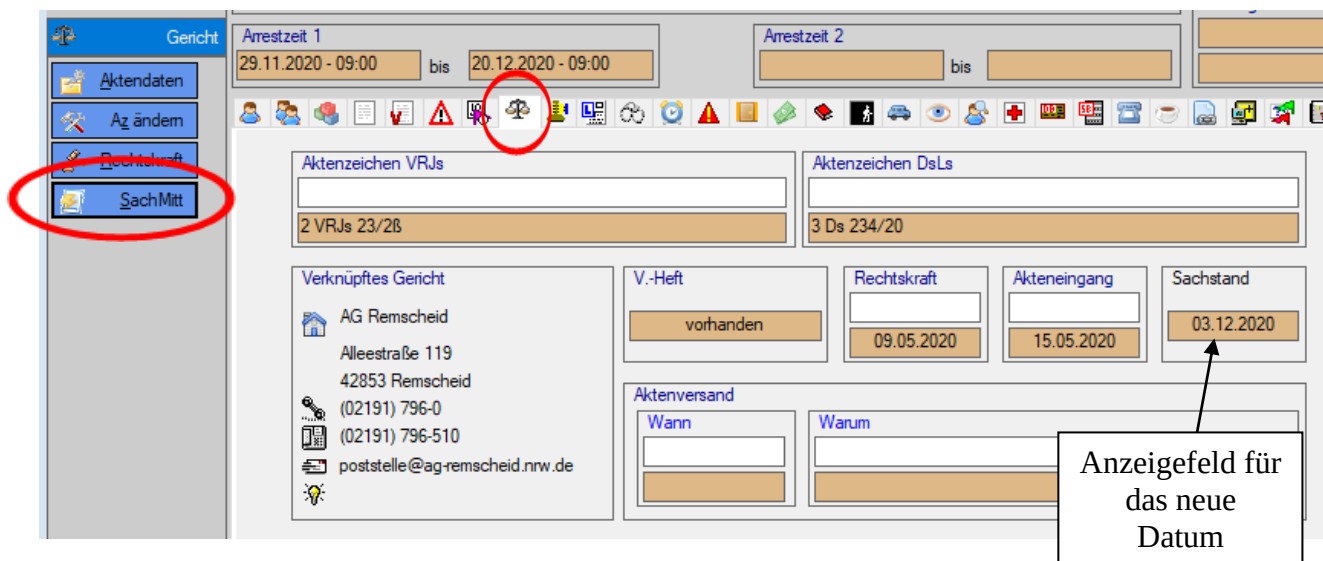 Gericht
Aktendaten
Az ändern
Rechtskraft
SachMitt
Arrestzeit 1
29.11.2020 - 09:00 bis 20.12.2020 - 09:00
Arrestzeit 2
bis
Aktenzeichen VRJs
2 VRJs 23/2ß
Aktenzeichen DsLs
3 Ds 234/20
Verknüpftes Gericht
AG Remscheid
Alleestraße 119
42853 Remscheid
(02191) 796-0
(02191) 796-510
poststelle@ag-remscheid.nrw.de
V.-Heft
vorhanden
Rechtskraft
09.05.2020
Akteneingang
15.05.2020
Sachstand
03.12.2020
Aktenversand
Wann
Warum
Anzeigefeld für
das neue
Datum